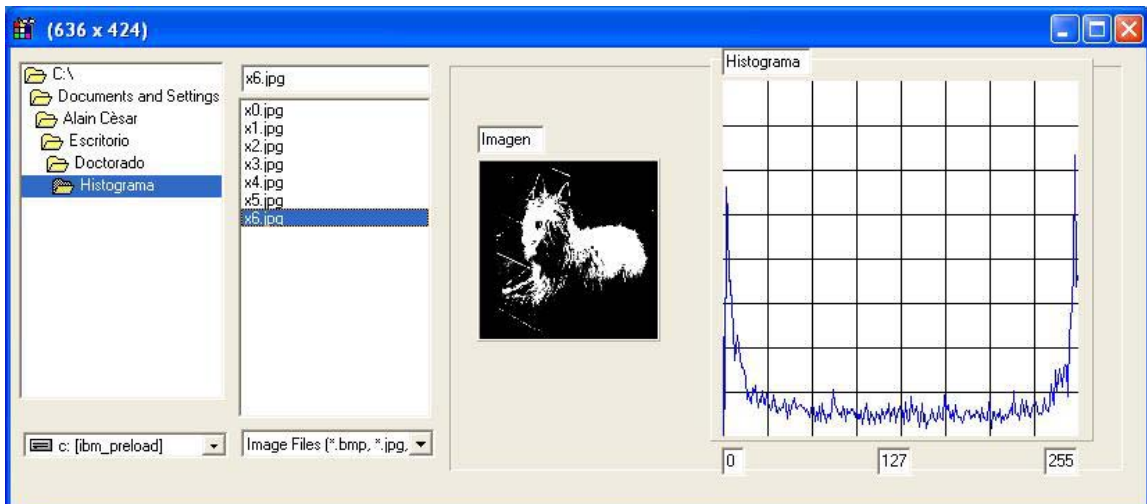 (636 x 424)
C:\
Documents and Settings
Alain Cèsar
Escritorio
Doctorado
Histograma
c: [ibm_preload]
x6.jpg
x0.jpg
x1.jpg
x2.jpg
x3.jpg
x4.jpg
x5.jpg
x6.jpg
Image Files (*.bmp, *.jpg,
Imagen
Histograma
0
127
255